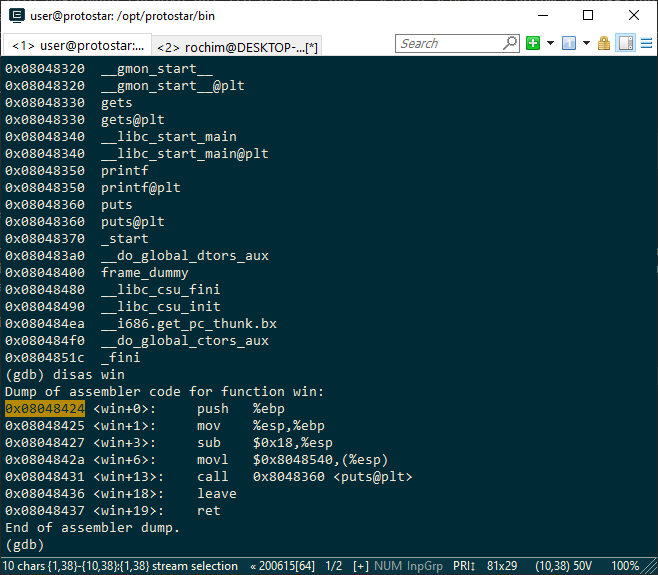 user@protostar: /opt/protostar/bin
<1> user@protostar:... <2> rochim@DESKTOP-...[*] Search
0x08048320  __gmon_start__
0x08048320  __gmon_start__@plt
0x08048330  gets
0x08048330  gets@plt
0x08048340  __libc_start_main
0x08048340  __libc_start_main@plt
0x08048350  printf
0x08048350  printf@plt
0x08048360  puts
0x08048360  puts@plt
0x08048370  _start
0x080483a0  __do_global_dtors_aux
0x08048400  frame_dummy
0x08048480  __libc_csu_fini
0x08048490  __libc_csu_init
0x080484ea  __i686.get_pc_thunk.bx
0x080484f0  __do_global_ctors_aux
0x0804851c  _fini
(gdb) disas win
Dump of assembler code for function win:
0x08048424 <win+0>:     push   %ebp
0x08048425 <win+1>:     mov    %esp,%ebp
0x08048427 <win+3>:     sub    $0x18,%esp
0x0804842a <win+6>:     movl   $0x8048540,(%esp)
0x08048431 <win+13>:    call   0x8048360 <puts@plt>
0x08048436 <win+18>:    leave
0x08048437 <win+19>:    ret
End of assembler dump.
(gdb)
10 chars {1,38}-{10,38}:{1,38} stream selection « 200615[64] 1/2 [+] NUM InpGrp PRI↕ 81x29 (10,38) 50V 100%